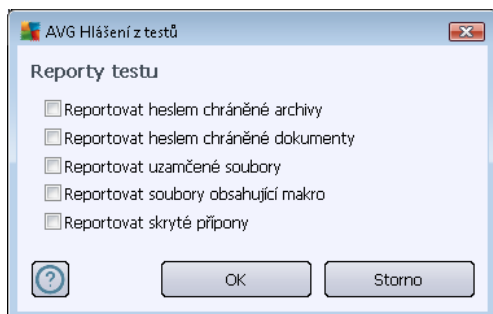 AVG Hlášení z testů
Reporty testu
Reportovat heslem chráněné archivy
Reportovat heslem chráněné dokumenty
Reportovat uzamčené soubory
Reportovat soubory obsahující makro
Reportovat skryté přípony
? OK Storno